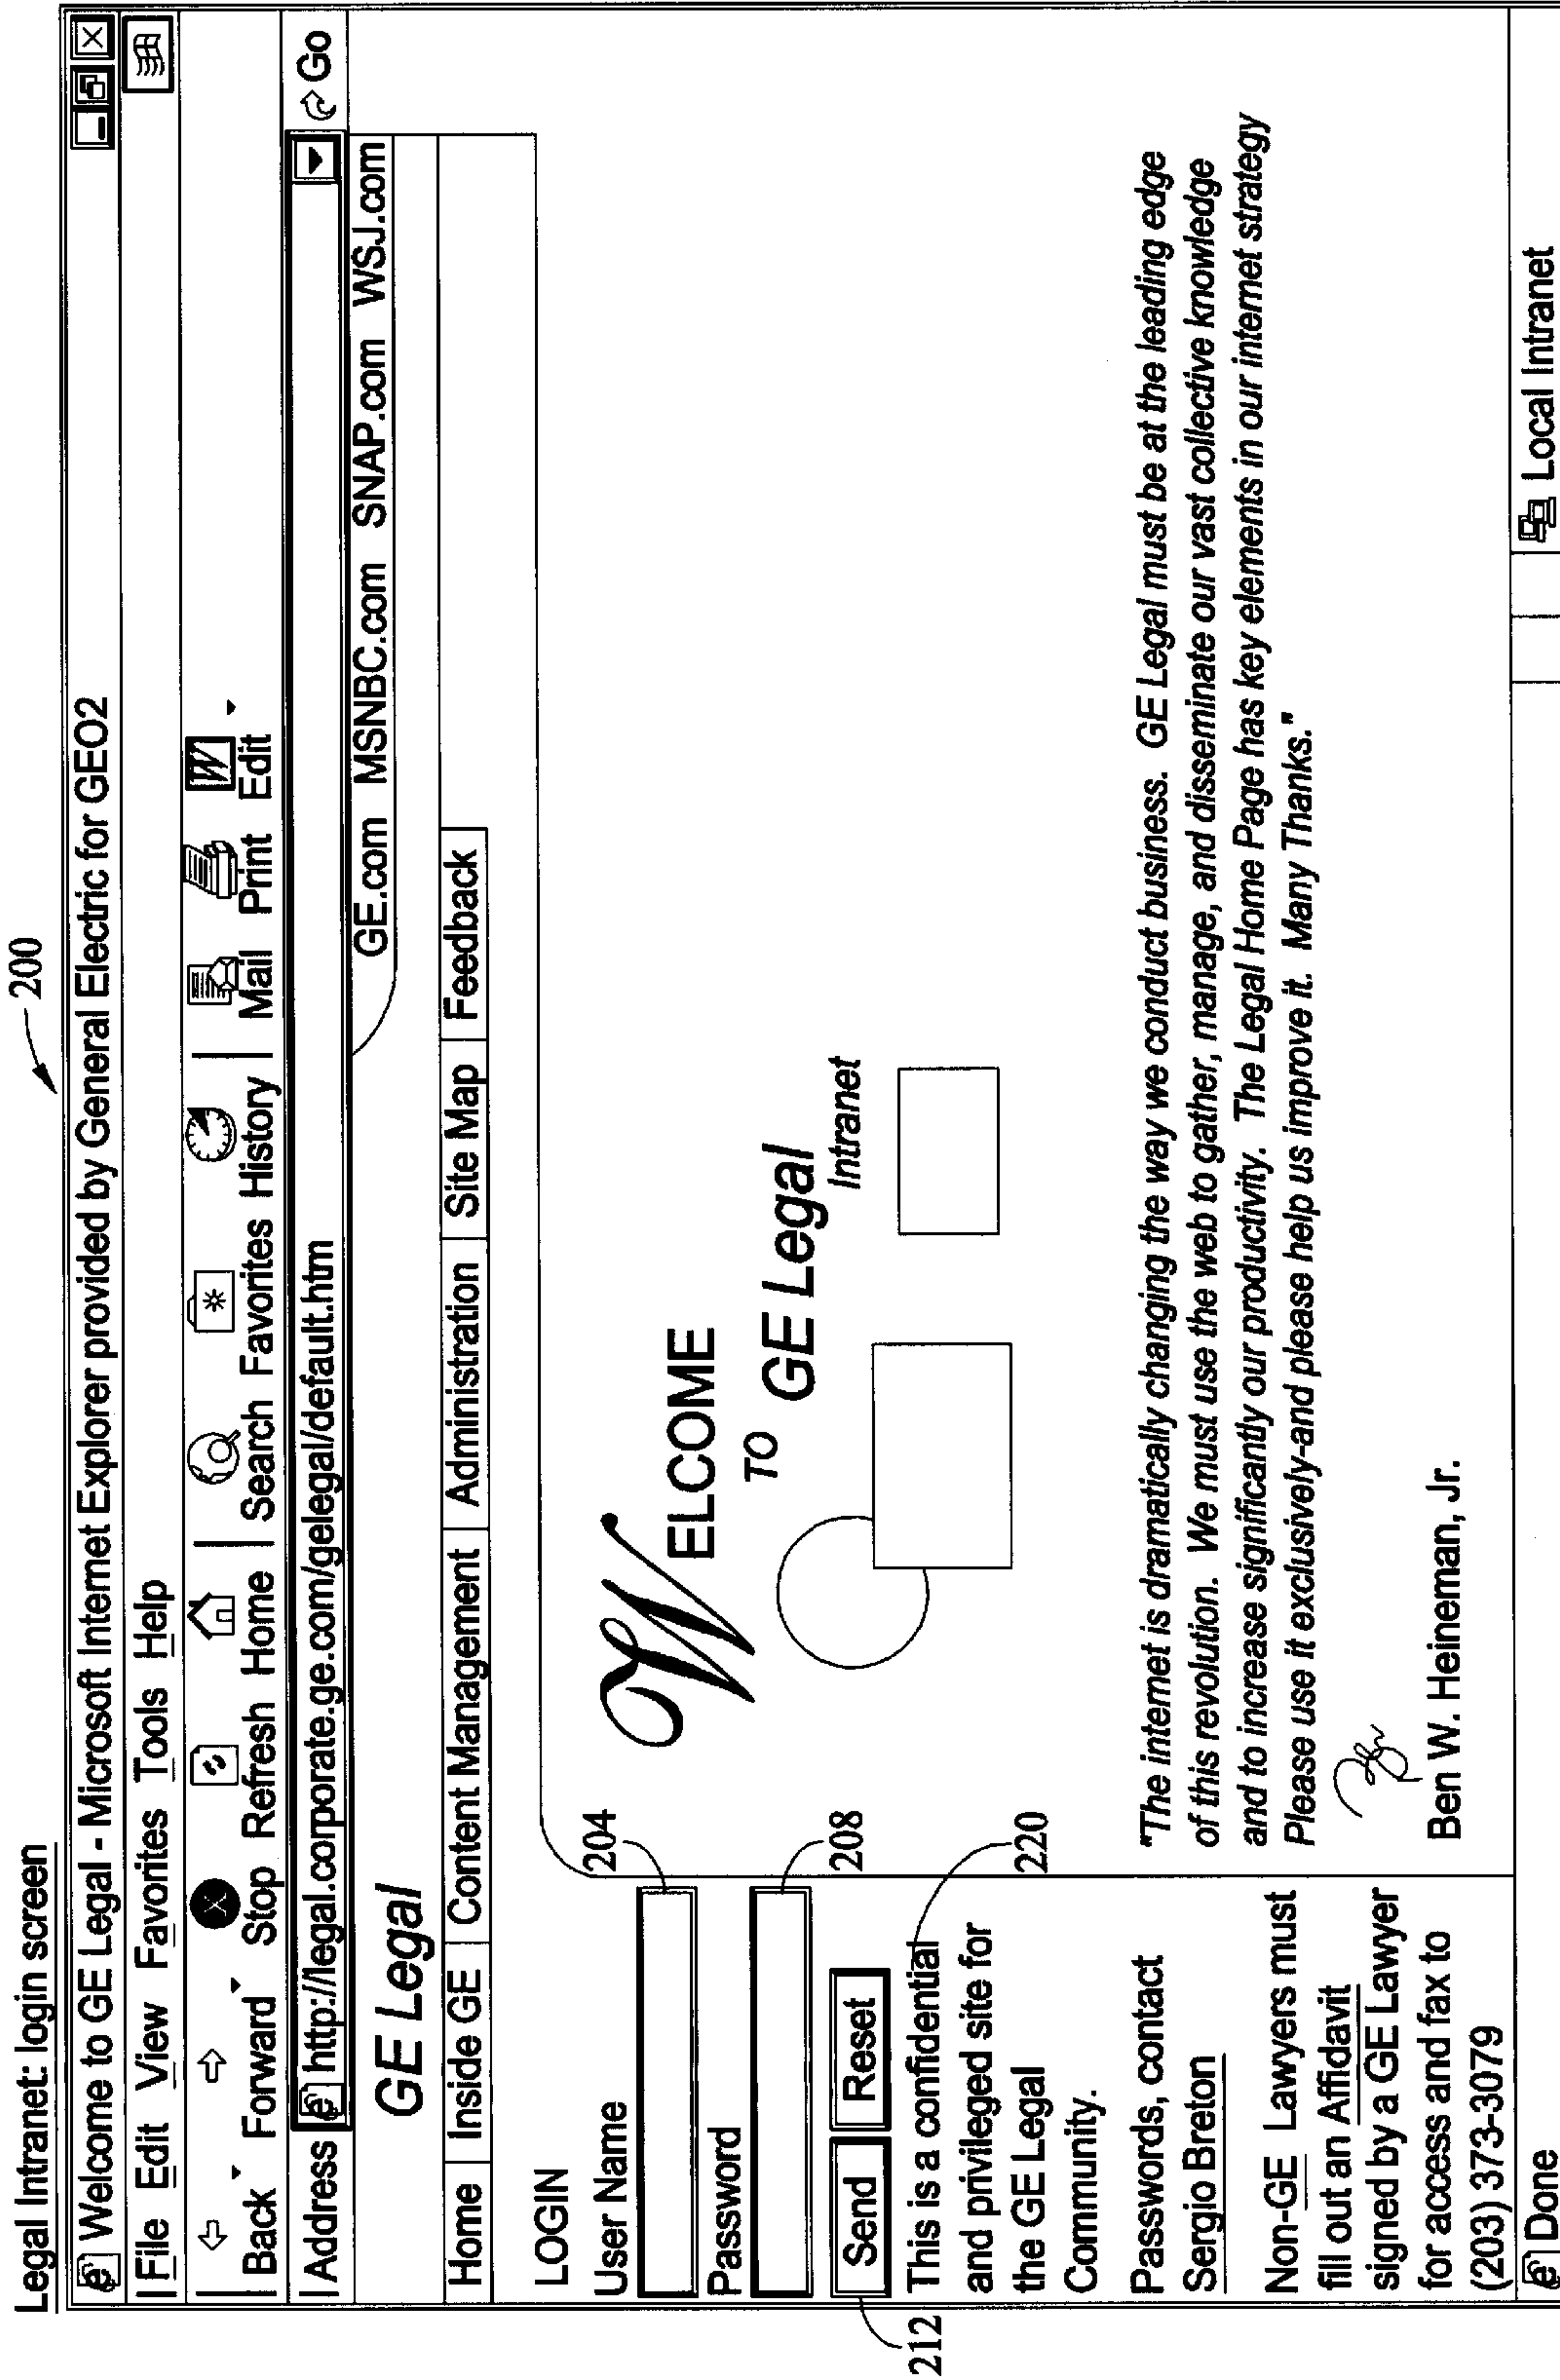 Legal Intranet: login screen
200
Welcome to GE Legal - Microsoft Internet Explorer provided by General Electric for GEO2
File Edit View Favorites Tools Help
Back Forward Stop Refresh Home Search Favorites History Mail Print Edit
Address http://legal.corporate.ge.com/gelegal/default.htm Go
GE Legal
GE.com MSNBC.com SNAP.com WSJ.com
Home Inside GE Content Management Administration Site Map Feedback
LOGIN
User Name
204
Password
208
Send Reset
212
This is a confidential
and privileged site for
the GE Legal
Community.
220
Passwords, contact
Sergio Breton
Non-GE Lawyers must
fill out an Affidavit
signed by a GE Lawyer
for access and fax to
(203) 373-3079
WELCOME
TO
GE Legal
Intranet
"The internet is dramatically changing the way we conduct business. GE Legal must be at the leading edge
of this revolution. We must use the web to gather, manage, and disseminate our vast collective knowledge
and to increase significantly our productivity. The Legal Home Page has key elements in our internet strategy
Please use it exclusively-and please help us improve it. Many Thanks."
Ben W. Heineman, Jr.
Done Local Intranet